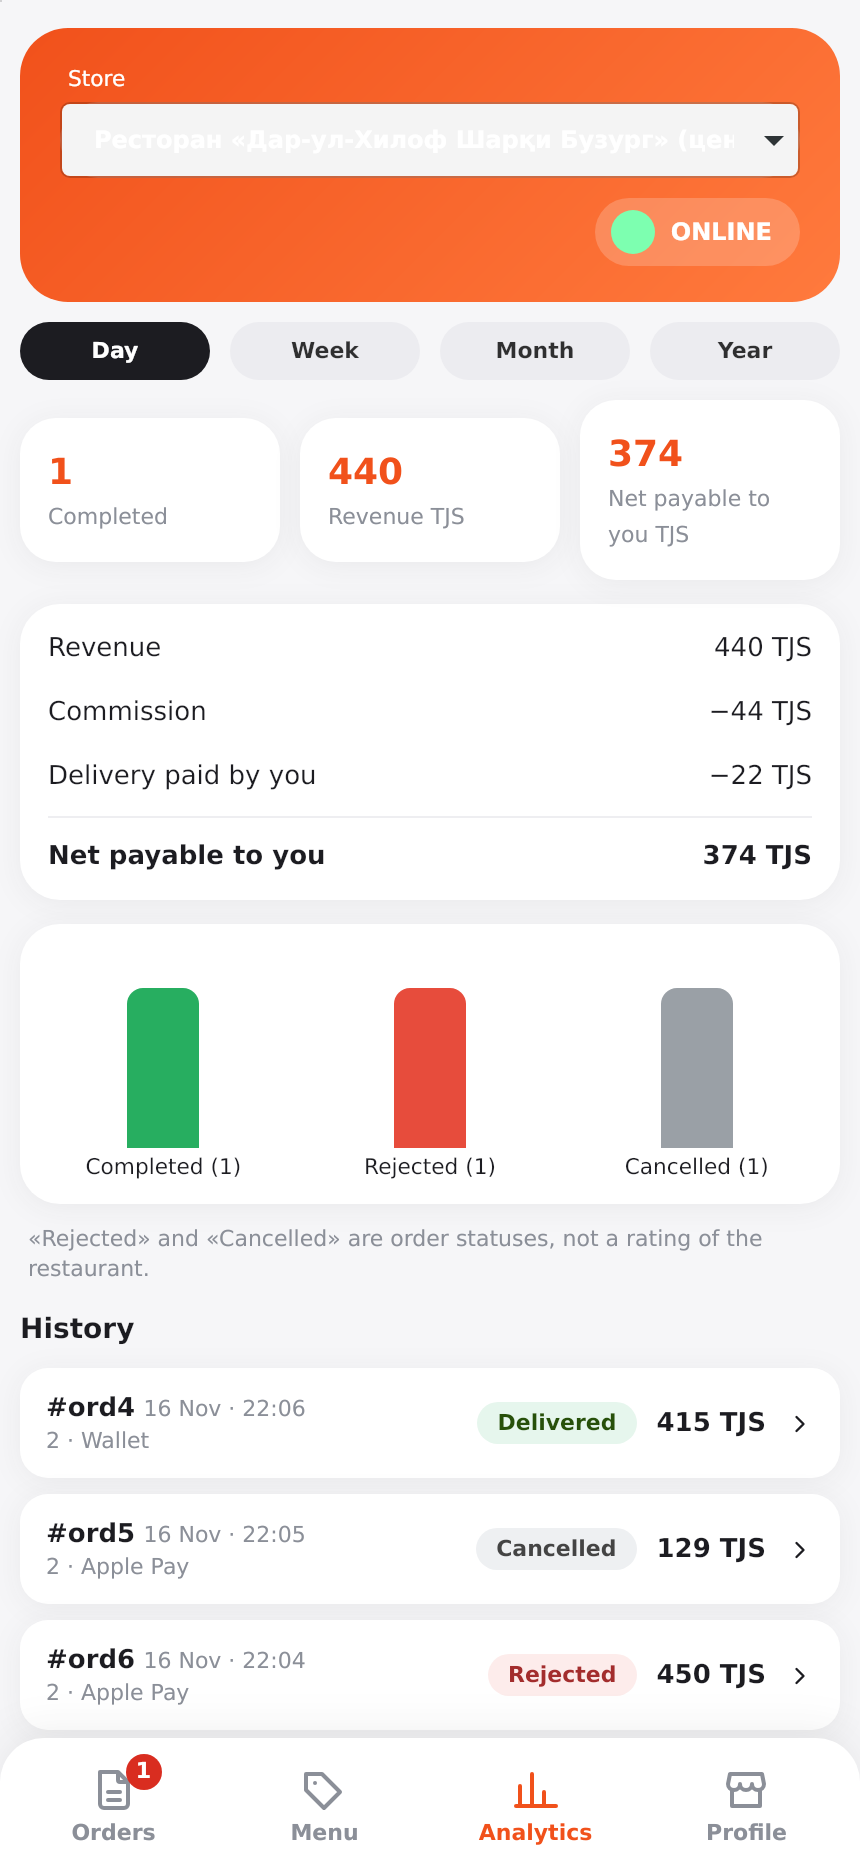 Store
Ресторан «Дар-ул-Хилоф Шарқи Бузург» (цен
ONLINE
Day
Week
Month
Year
1
Completed
440
Revenue TJS
374
Net payable to
you TJS
Revenue
440 TJS
Commission
−44 TJS
Delivery paid by you
−22 TJS
Net payable to you
374 TJS
Completed (1)
Rejected (1)
Cancelled (1)
«Rejected» and «Cancelled» are order statuses, not a rating of the
restaurant.
History
#ord4 16 Nov · 22:06
2 · Wallet
Delivered
415 TJS
#ord5 16 Nov · 22:05
2 · Apple Pay
Cancelled
129 TJS
#ord6 16 Nov · 22:04
2 · Apple Pay
Rejected
450 TJS
1
Orders
Menu
Analytics
Profile